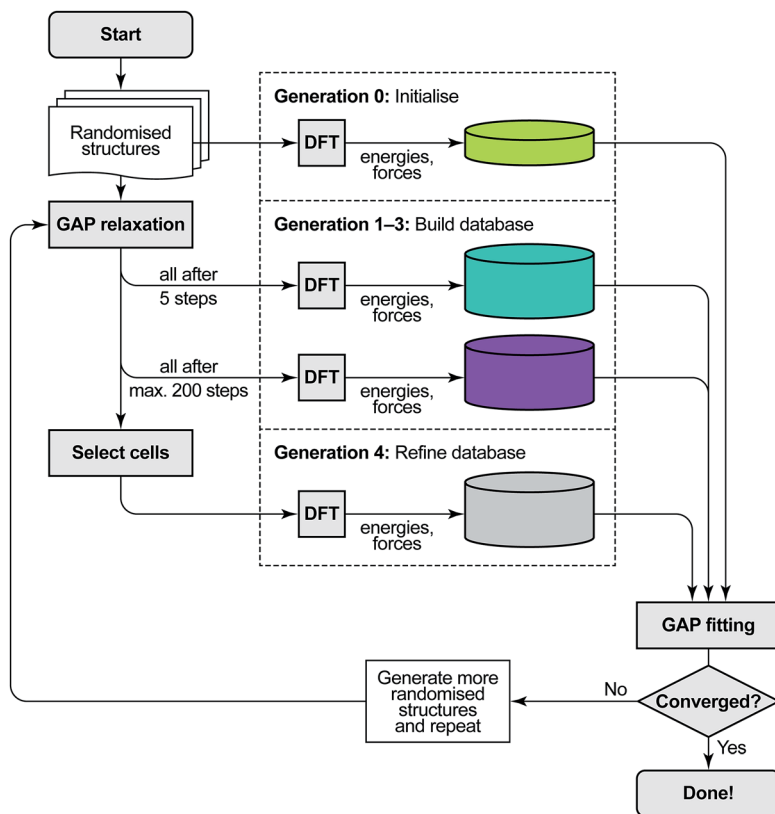 Start
Randomised
structures
Generation 0: Initialise
DFT
energies,
forces
GAP relaxation
Generation 1–3: Build database
all after
5 steps
DFT
energies,
forces
all after
max. 200 steps
DFT
energies,
forces
Select cells
Generation 4: Refine database
DFT
energies,
forces
GAP fitting
Generate more
randomised
structures
and repeat
No
Converged?
Yes
Done!